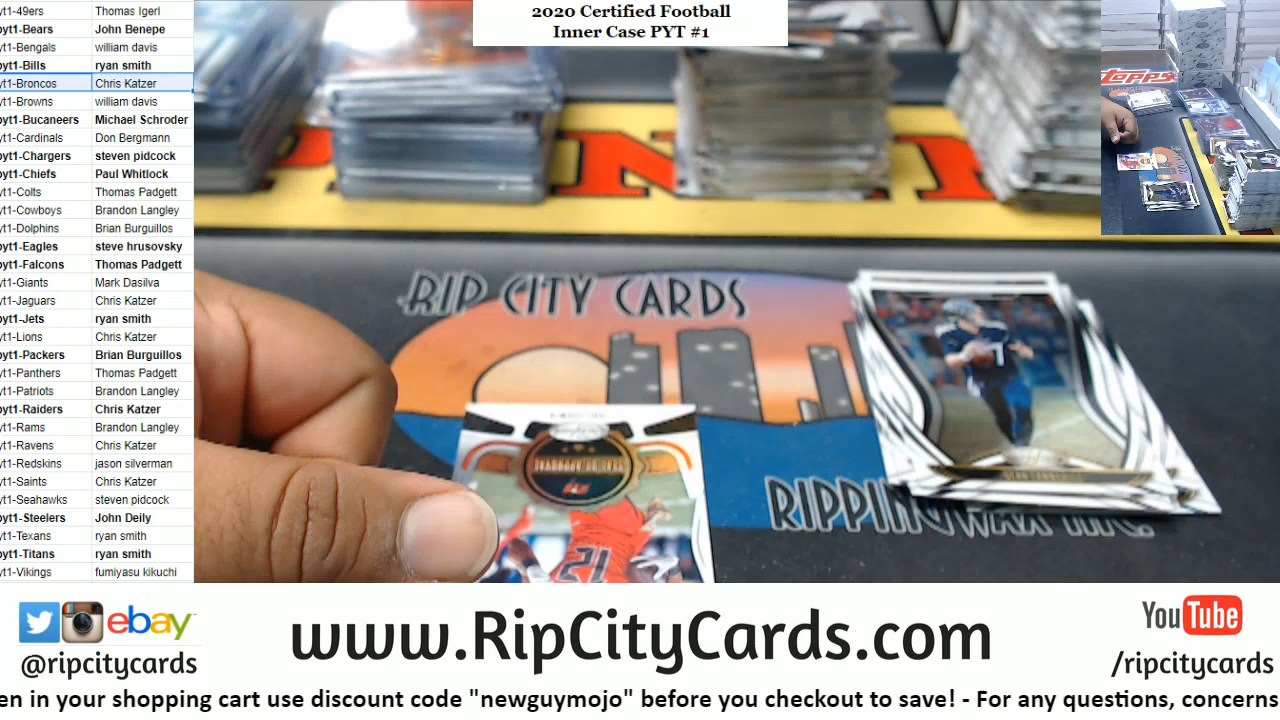 2020 Certified Football
Inner Case PYT #1
yt1-49ers Thomas Igerl
pyt1-Bears John Benepe
yt1-Bengals william davis
pyt1-Bills ryan smith
yt1-Broncos Chris Katzer
yt1-Browns william davis
pyt1-Bucaneers Michael Schroder
yt1-Cardinals Don Bergmann
pyt1-Chargers steven pidcock
pyt1-Chiefs Paul Whitlock
yt1-Colts Thomas Padgett
yt1-Cowboys Brandon Langley
yt1-Dolphins Brian Burguillos
pyt1-Eagles steve hrusovsky
pyt1-Falcons Thomas Padgett
yt1-Giants Mark Dasilva
yt1-Jaguars Chris Katzer
pyt1-Jets ryan smith
yt1-Lions Chris Katzer
pyt1-Packers Brian Burguillos
yt1-Panthers Thomas Padgett
yt1-Patriots Brandon Langley
pyt1-Raiders Chris Katzer
yt1-Rams Brandon Langley
yt1-Ravens Chris Katzer
yt1-Redskins jason silverman
yt1-Saints Chris Katzer
yt1-Seahawks steven pidcock
pyt1-Steelers John Deily
yt1-Texans ryan smith
pyt1-Titans ryan smith
yt1-Vikings fumiyasu kikuchi
Topps
RIP CITY CARDS
RIPPIN WAX INC.
12
ebay
@ripcitycards
www.RipCityCards.com
YouTube
/ripcitycards
en in your shopping cart use discount code "newguymojo" before you checkout to save! - For any questions, concerns